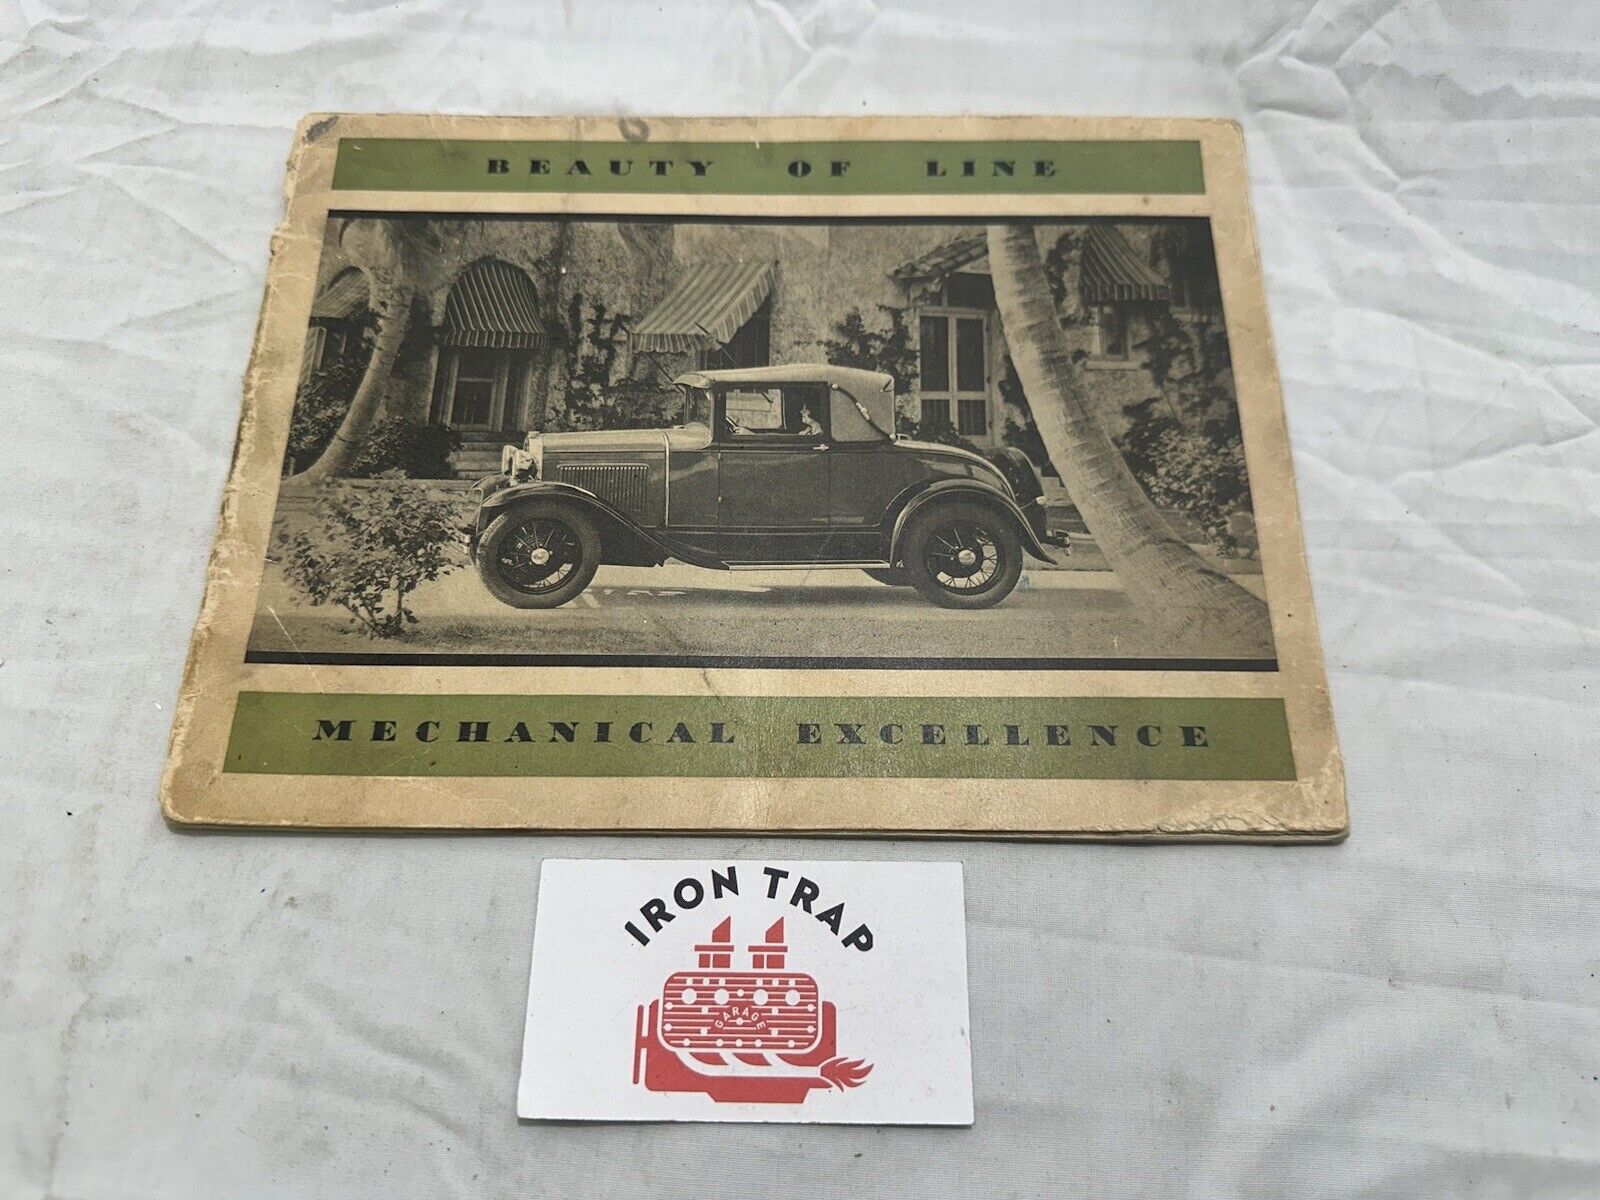 BEAUTY OF LINE
MECHANICAL EXCELLENCE
IRON TRAP
GARAGE